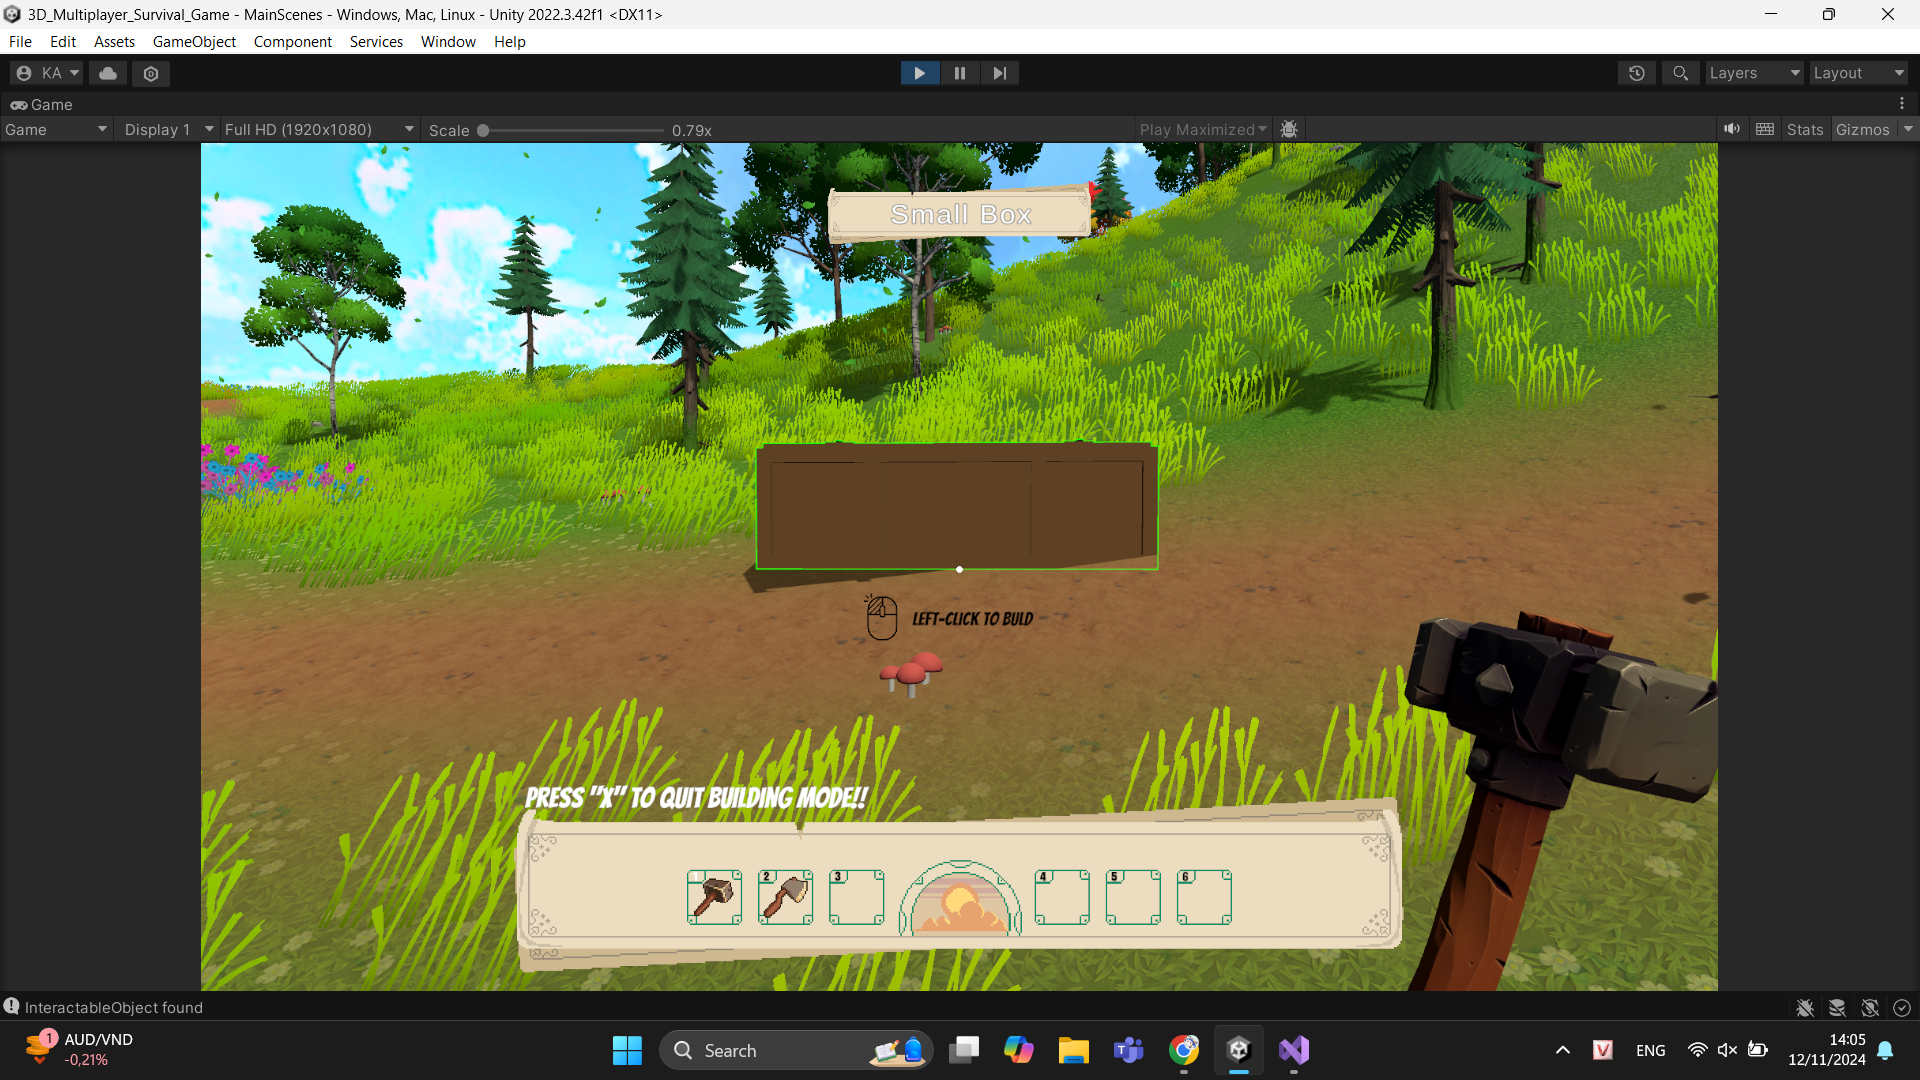 3D_Multiplayer_Survival_Game - MainScenes - Windows, Mac, Linux - Unity 2022.3.42f1 <DX11>
File Edit Assets GameObject Component Services Window Help
KA Layers Layout
Game
Game Display 1 Full HD (1920x1080) Scale 0.79x Play Maximized Stats Gizmos
Small Box
LEFT-CLICK TO BULD
PRESS "X" TO QUIT BUILDING MODE!!
1 2 3 4 5 6
InteractableObject found
1 AUD/VND
-0,21%
Search
V ENG
14:05
12/11/2024